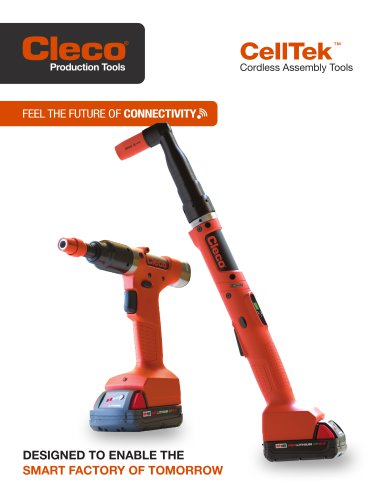 Cleco®
Production Tools
CellTek™
Cordless Assembly Tools
FEEL THE FUTURE OF CONNECTIVITY
Cleco
DESIGNED TO ENABLE THE
SMART FACTORY OF TOMORROW